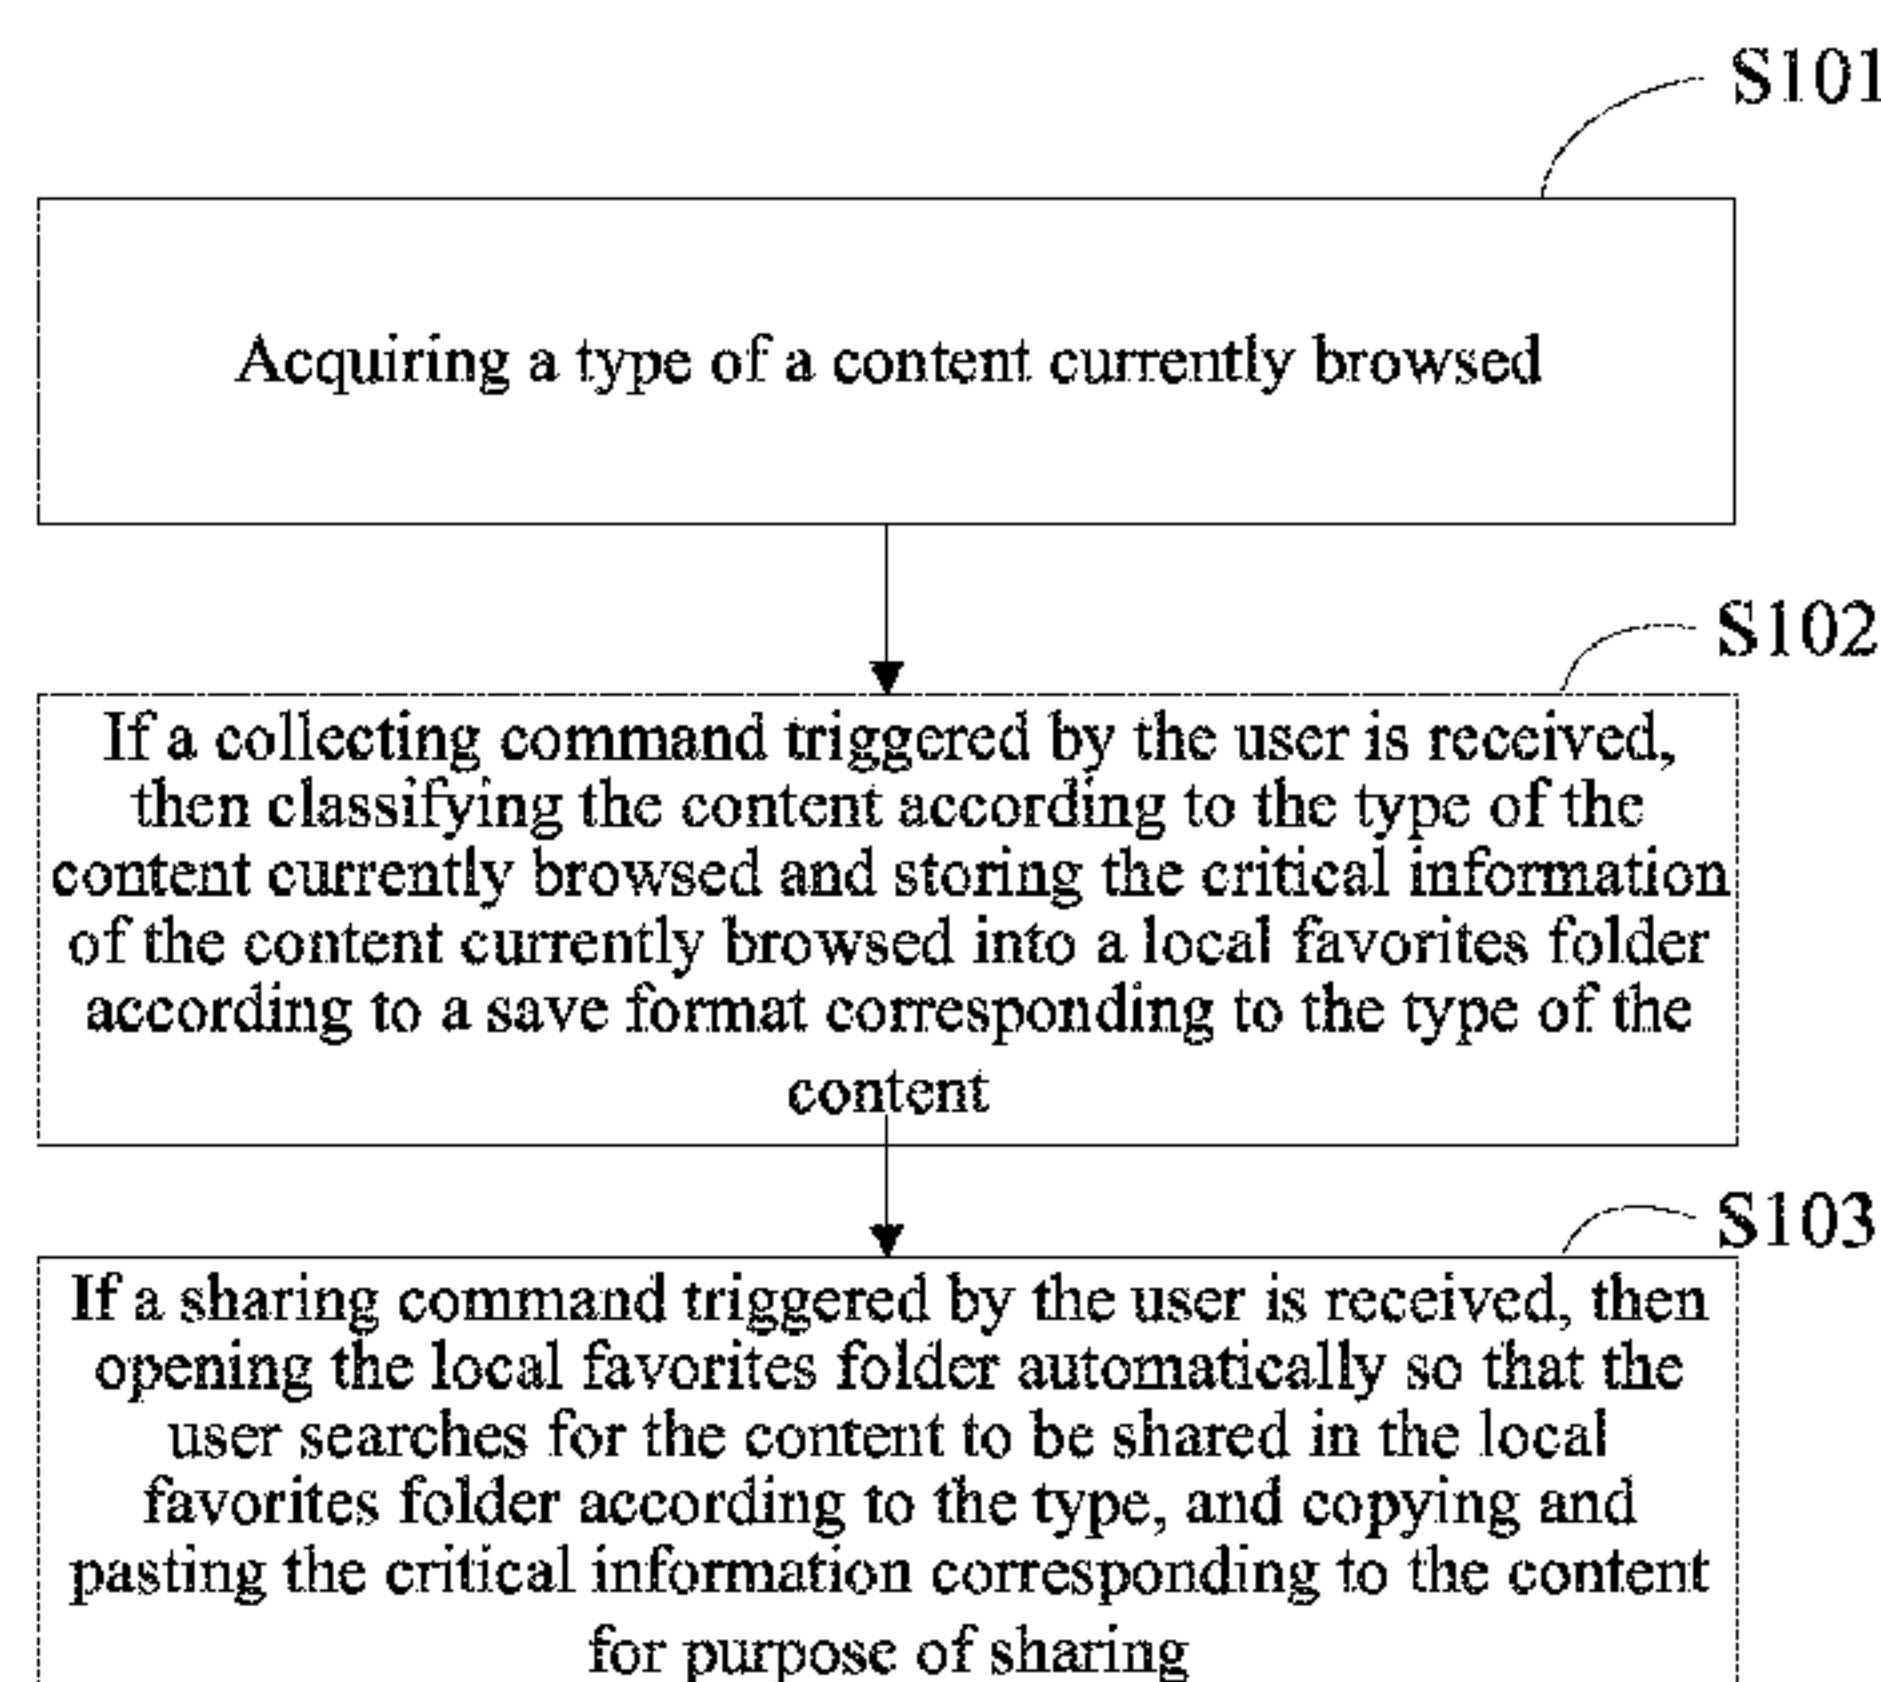 S101
Acquiring a type of a content currently browsed
S102
If a collecting command triggered by the user is received,
then classifying the content according to the type of the
content currently browsed and storing the critical information
of the content currently browsed into a local favorites folder
according to a save format corresponding to the type of the
content
S103
If a sharing command triggered by the user is received, then
opening the local favorites folder automatically so that the
user searches for the content to be shared in the local
favorites folder according to the type, and copying and
pasting the critical information corresponding to the content
for purpose of sharing